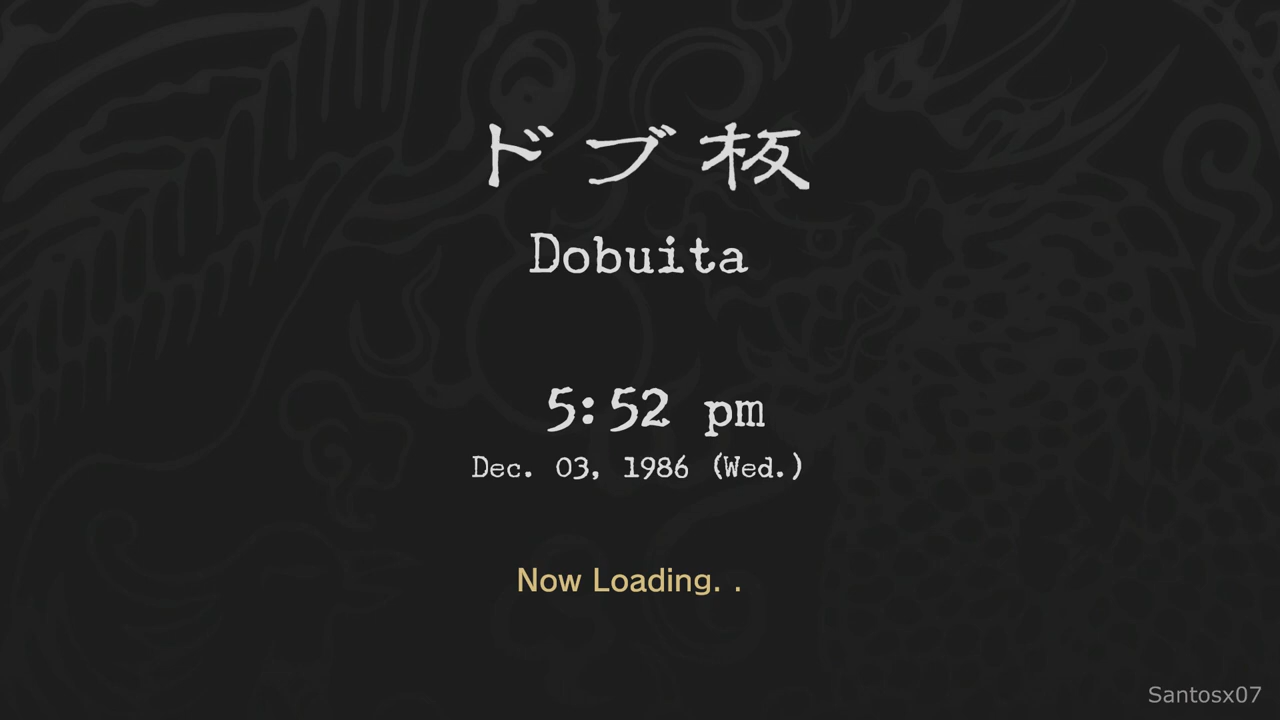 ドブ板
Dobuita
5:52 pm
Dec. 03, 1986 (Wed.)
Now Loading. .
Santosx07